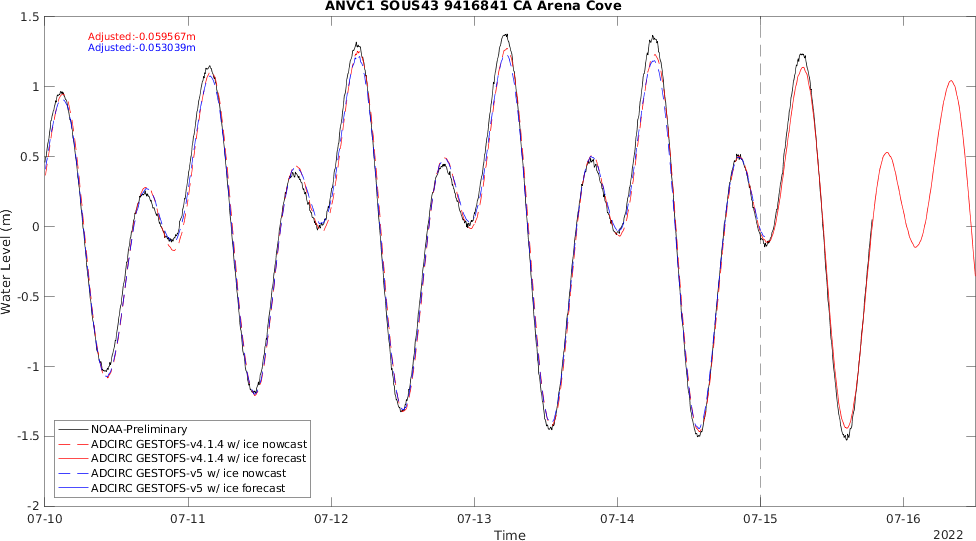 ANVC1 SOUS43 9416841 CA Arena Cove
Adjusted:-0.059567m
Adjusted:-0.053039m
1.5
1
0.5
0
-0.5
-1
-1.5
-2
Water Level (m)
NOAA-Preliminary
ADCIRC GESTOFS-v4.1.4 w/ ice nowcast
ADCIRC GESTOFS-v4.1.4 w/ ice forecast
ADCIRC GESTOFS-v5 w/ ice nowcast
ADCIRC GESTOFS-v5 w/ ice forecast
07-10 07-11 07-12 07-13 07-14 07-15 07-16
Time
2022